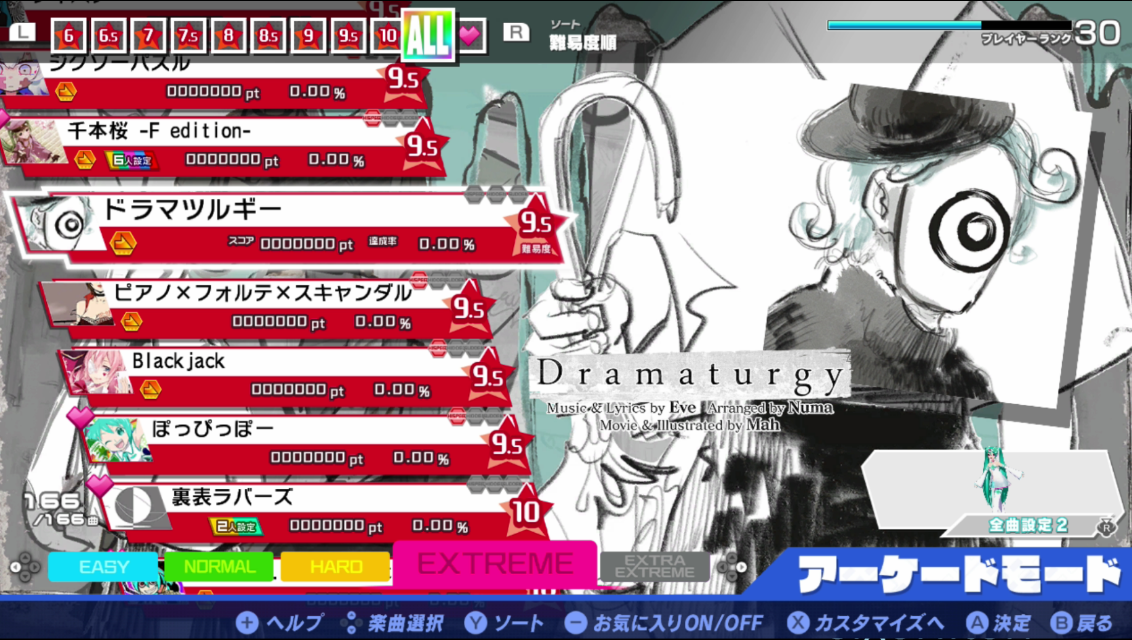 L 6 6.5 7 7.5 8 8.5 9 9.5 10 ALL R
ソート
難易度順
プレイヤーランク 30
ジグソーパズル
0000000 pt 0.00 %
9.5
千本桜 -F edition-
6人設定 0000000 pt 0.00 %
9.5
ドラマツルギー
スコア 0000000 pt 達成率 0.00 %
9.5
難易度
ピアノ×フォルテ×スキャンダル
0000000 pt 0.00 %
9.5
Blackjack
0000000 pt 0.00 %
9.5
ぽっぴっぽー
0000000 pt 0.00 %
9.5
裏表ラバーズ
2人設定 0000000 pt 0.00 %
10
166
/166曲
Dramaturgy
Music & Lyrics by Eve Arranged by Numa
Movie & Illustrated by Mah
全曲設定 2 R
EASY NORMAL HARD EXTREME EXTRA EXTREME
アーケードモード
+ ヘルプ 楽曲選択 Y ソート − お気に入りON/OFF X カスタマイズへ A 決定 B 戻る